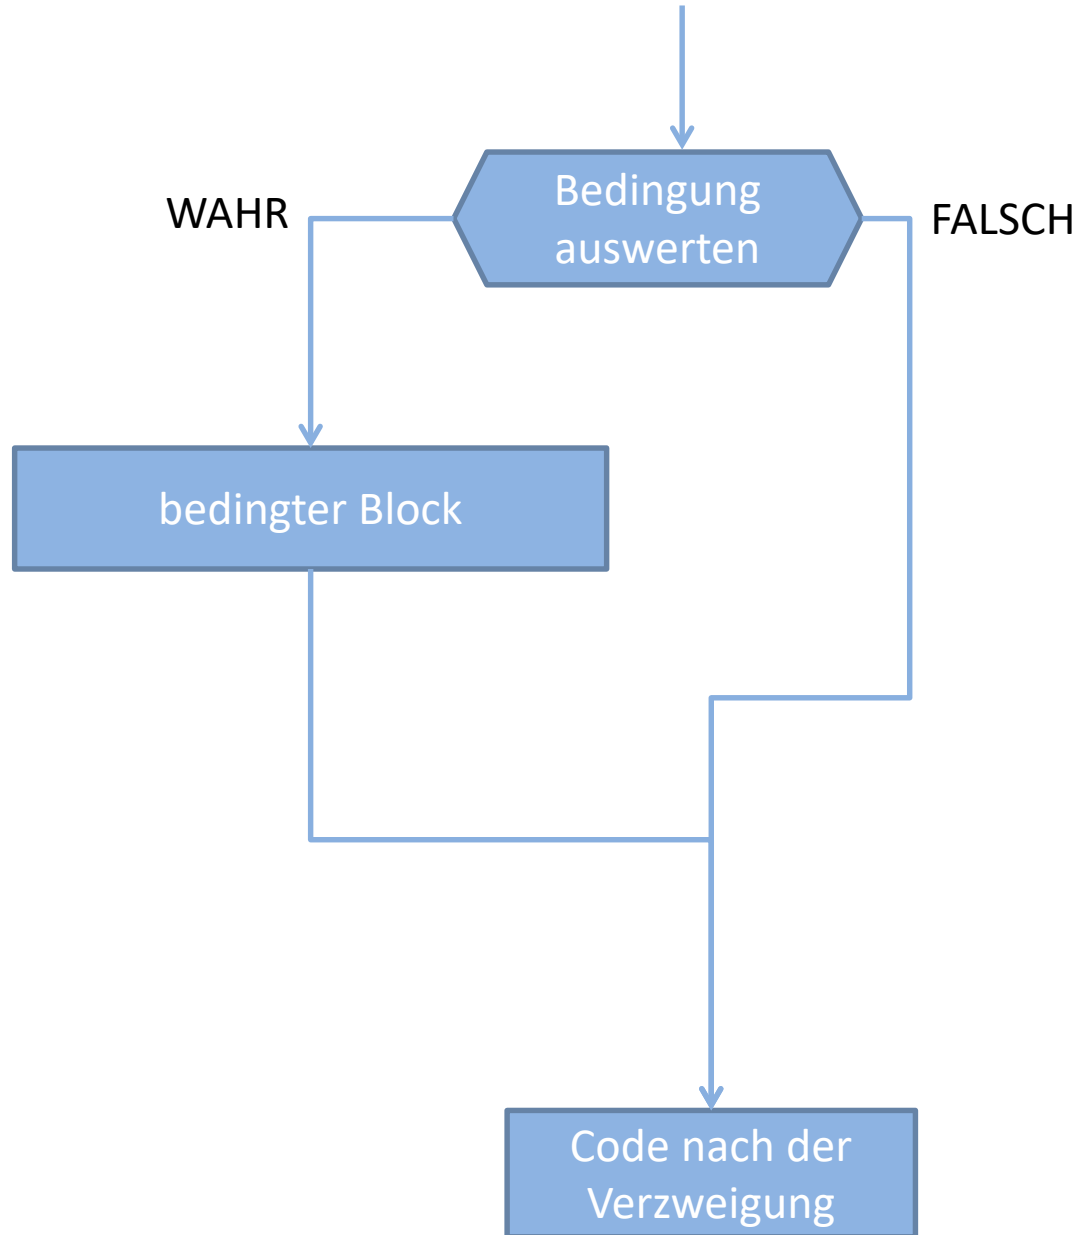 Bedingung
auswerten
WAHR
FALSCH
bedingter Block
Code nach der
Verzweigung